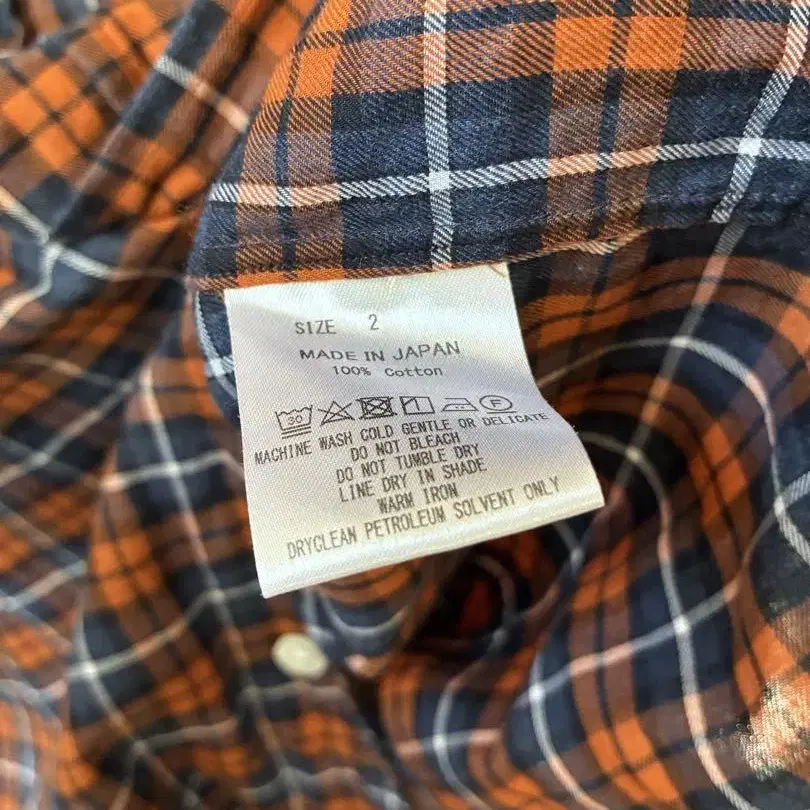 SIZE 2
MADE IN JAPAN
100% Cotton
30 F
MACHINE WASH COLD GENTLE OR DELICATE
DO NOT BLEACH
DO NOT TUMBLE DRY
LINE DRY IN SHADE
WARM IRON
DRYCLEAN PETROLEUM SOLVENT ONLY